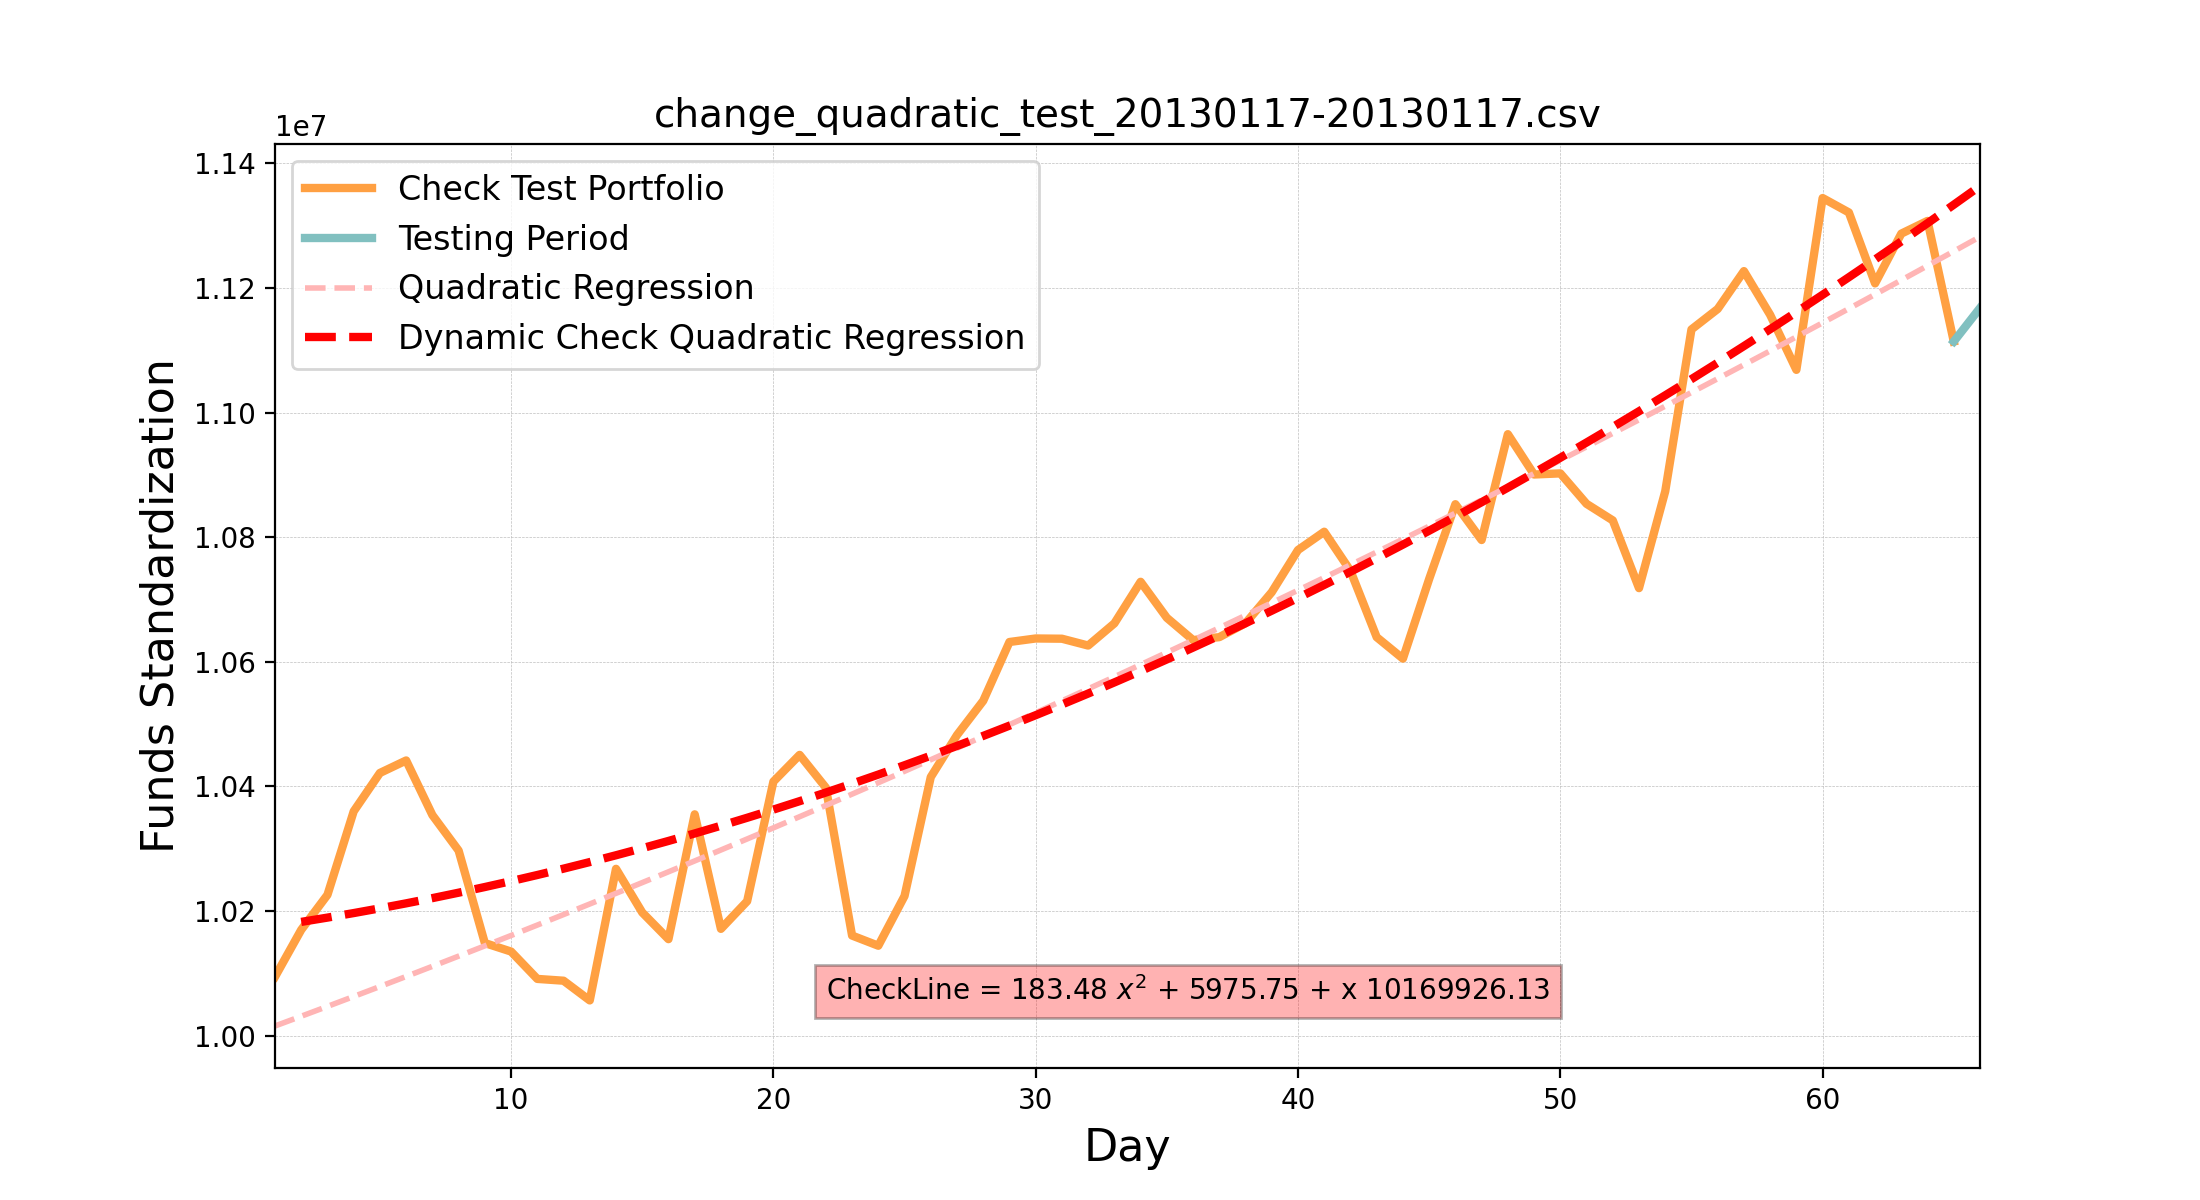 change_quadratic_test_20130117-20130117.csv
1e7
1.14
1.12
1.10
1.08
1.06
1.04
1.02
1.00
Funds Standardization
Check Test Portfolio
Testing Period
Quadratic Regression
Dynamic Check Quadratic Regression
CheckLine = 183.48 x² + 5975.75 + x 10169926.13
10 20 30 40 50 60
Day